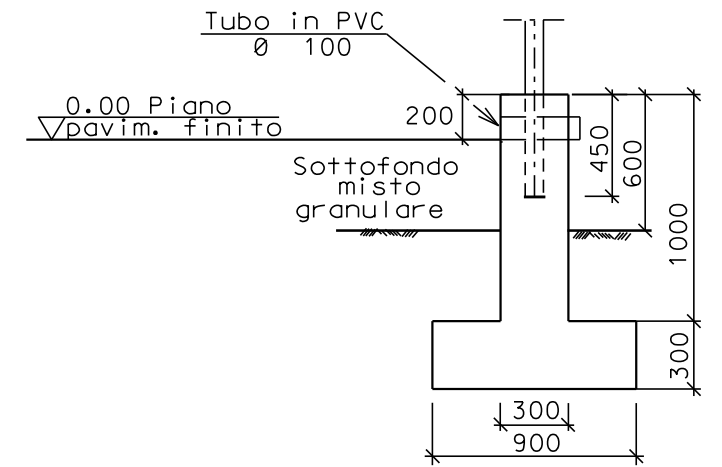 Tubo in PVC
Ø 100
0.00 Piano
pavim. finito
200
450
600
Sottofondo
misto
granulare
1000
300
300
900